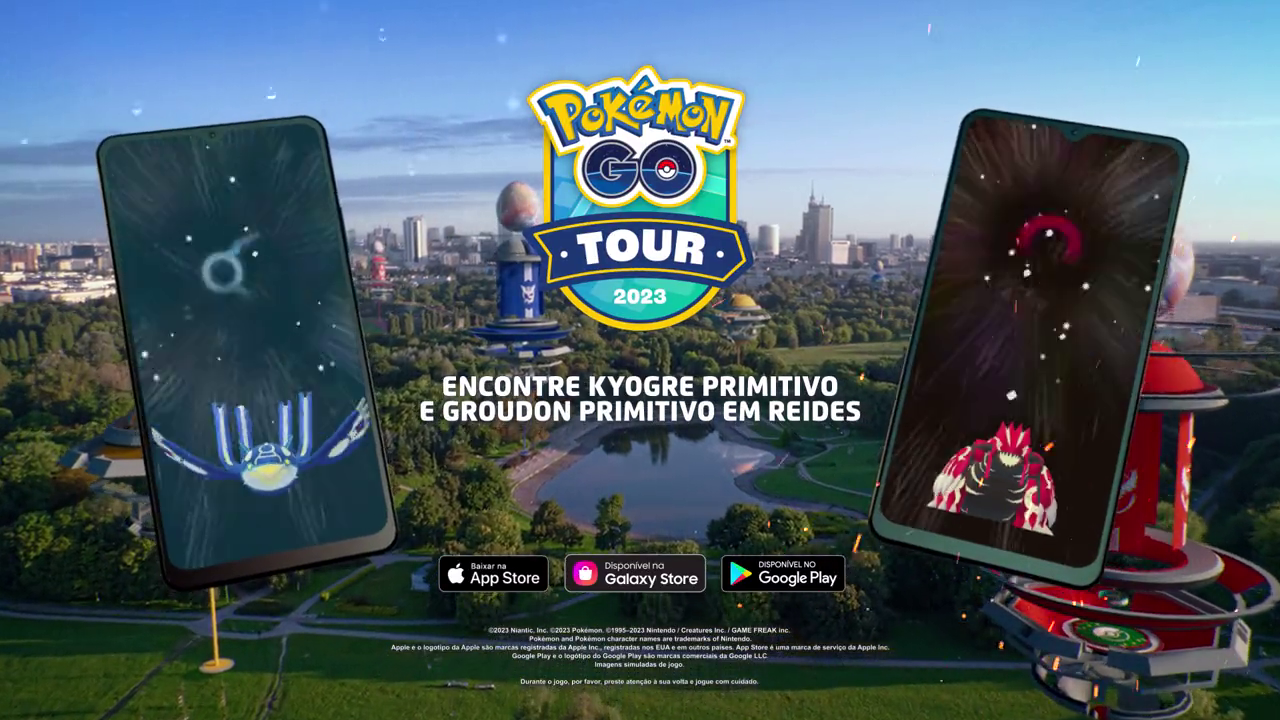 POKéMON
GO
TOUR
2023
ENCONTRE KYOGRE PRIMITIVO
E GROUDON PRIMITIVO EM REIDES
Baixar na
App Store
Disponível na
Galaxy Store
DISPONÍVEL NO
Google Play
©2023 Niantic, Inc. ©2023 Pokémon. ©1995–2023 Nintendo / Creatures Inc. / GAME FREAK inc.
Pokémon and Pokémon character names are trademarks of Nintendo.
Apple e o logotipo da Apple são marcas registradas da Apple Inc., registradas nos EUA e em outros países. App Store é uma marca de serviço da Apple Inc.
Google Play e o logótipo do Google Play são marcas comerciais da Google LLC
Imagens simuladas de jogo.
Durante o jogo, por favor, preste atenção à sua volta e jogue com cuidado.